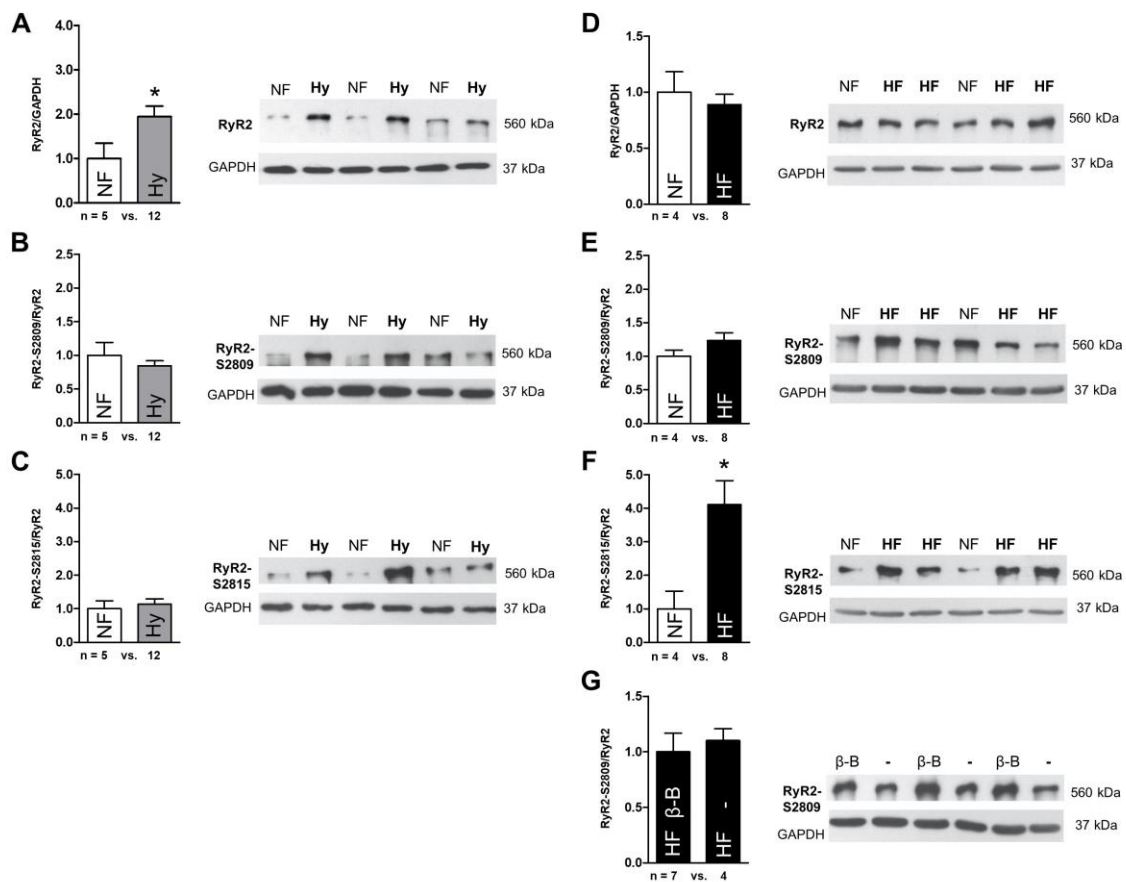 A
RyR2/GAPDH
4.0
3.0
2.0
1.0
0.0
*
NF
Hy
n = 5 vs. 12
NF Hy NF Hy NF Hy
RyR2
560 kDa
GAPDH
37 kDa
B
RyR2-S2809/RyR2
2.5
2.0
1.5
1.0
0.5
0.0
NF
Hy
n = 5 vs. 12
NF Hy NF Hy NF Hy
RyR2-
S2809
560 kDa
GAPDH
37 kDa
C
RyR2-S2815/RyR2
5.0
4.0
3.0
2.0
1.0
0.0
NF
Hy
n = 5 vs. 12
NF Hy NF Hy NF Hy
RyR2-
S2815
560 kDa
GAPDH
37 kDa
D
RyR2/GAPDH
1.5
1.0
0.5
0.0
NF
HF
n = 4 vs. 8
NF HF HF NF HF HF
RyR2
560 kDa
GAPDH
37 kDa
E
RyR2-S2809/RyR2
2.5
2.0
1.5
1.0
0.5
0.0
NF
HF
n = 4 vs. 8
NF HF HF NF HF HF
RyR2-
S2809
560 kDa
GAPDH
37 kDa
F
RyR2-S2815/RyR2
5.0
4.0
3.0
2.0
1.0
0.0
*
NF
HF
n = 4 vs. 8
NF HF HF NF HF HF
RyR2-
S2815
560 kDa
GAPDH
37 kDa
G
RyR2-S2809/RyR2
1.5
1.0
0.5
0.0
HF β-B
HF -
n = 7 vs. 4
β-B - β-B - β-B -
RyR2-
S2809
560 kDa
GAPDH
37 kDa